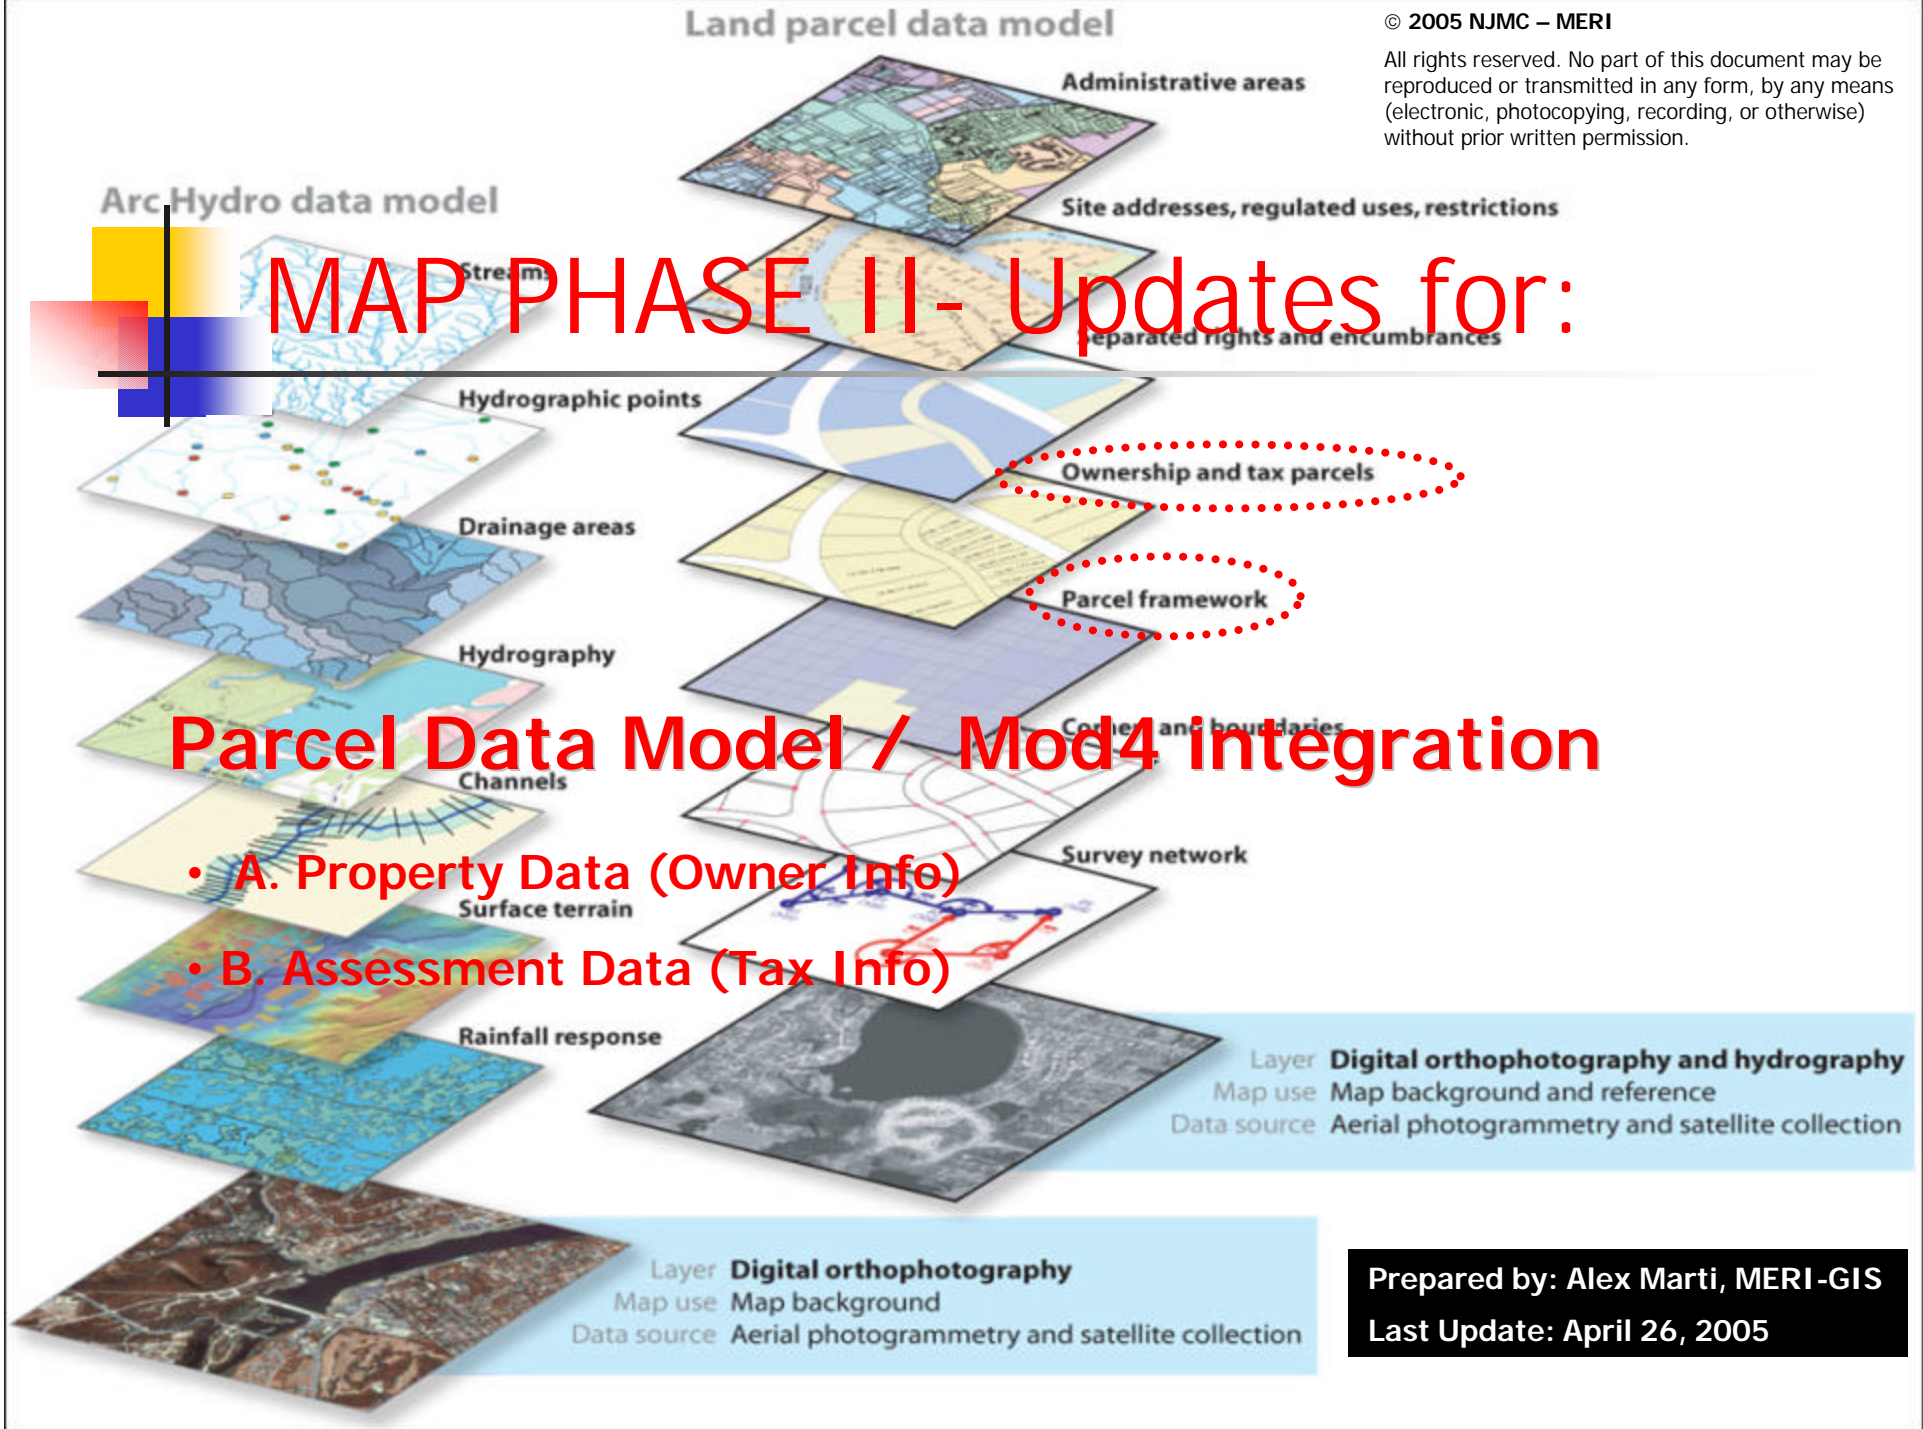 Land parcel data model
© 2005 NJMC – MERI
All rights reserved. No part of this document may be
reproduced or transmitted in any form, by any means
(electronic, photocopying, recording, or otherwise)
without prior written permission.
Administrative areas
Arc Hydro data model
Site addresses, regulated uses, restrictions
Streams
MAP PHASE II- Updates for:
Separated rights and encumbrances
Hydrographic points
Ownership and tax parcels
Drainage areas
Parcel framework
Hydrography
Corners and boundaries
Parcel Data Model / Mod4 integration
Channels
Survey network
• A. Property Data (Owner Info)
Surface terrain
• B. Assessment Data (Tax Info)
Rainfall response
Layer Digital orthophotography and hydrography
Map use Map background and reference
Data source Aerial photogrammetry and satellite collection
Layer Digital orthophotography
Map use Map background
Data source Aerial photogrammetry and satellite collection
Prepared by: Alex Marti, MERI-GIS
Last Update: April 26, 2005